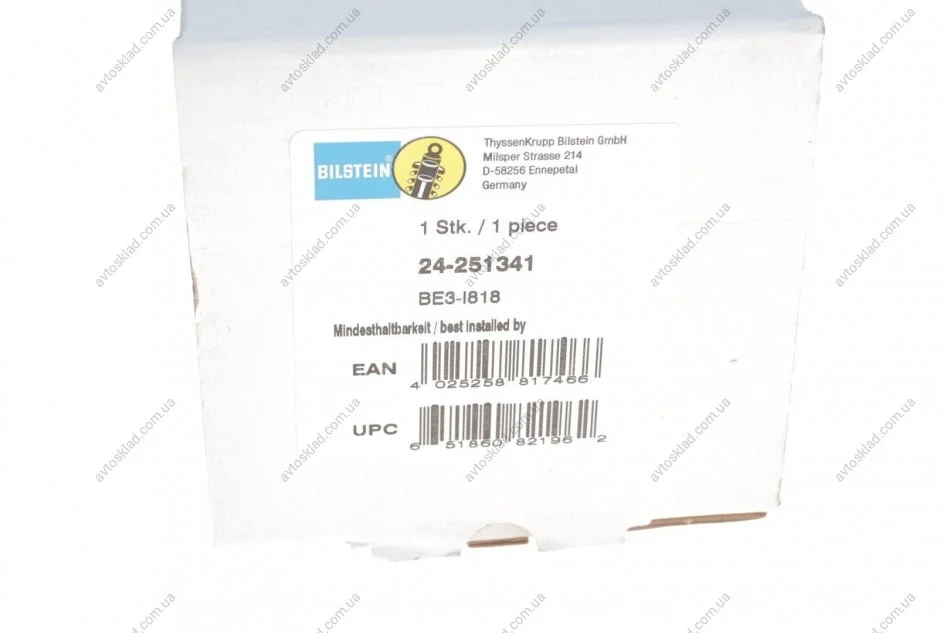 BILSTEIN®
ThyssenKrupp Bilstein GmbH
Milsper Strasse 214
D-58256 Ennepetal
Germany
1 Stk. / 1 piece
24-251341
BE3-I818
Mindesthaltbarkeit / best installed by
EAN
4 025258 817466
UPC
6 51860 82196 2
avtosklad.com.ua